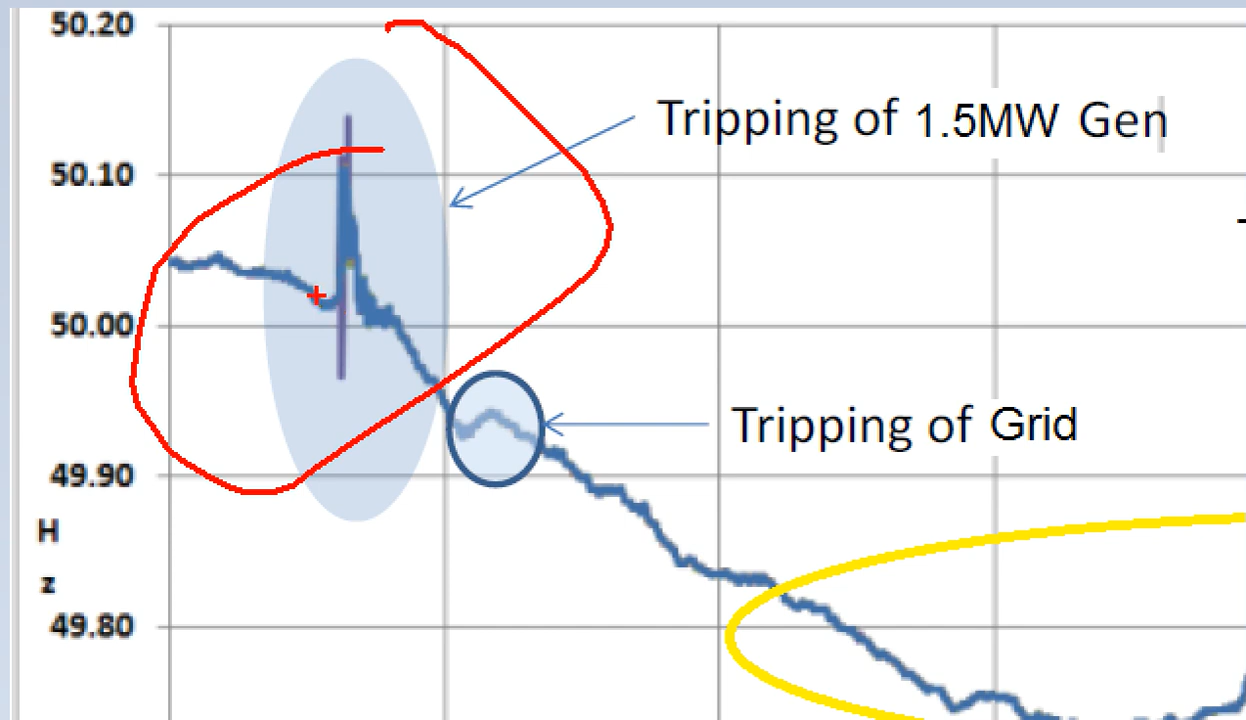 50.20
Tripping of 1.5MW Gen
50.10
50.00
Tripping of Grid
49.90
H
z
49.80